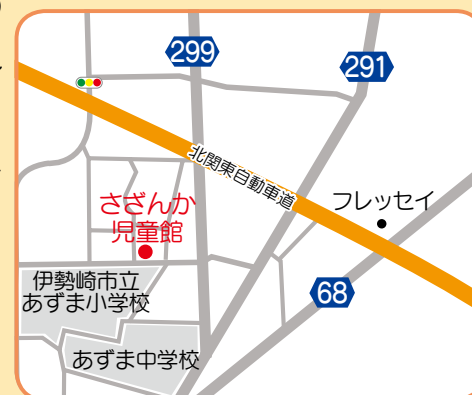 299
291
北関東自動車道
さざんか
児童館
フレッセイ
伊勢崎市立
あずま小学校
68
あずま中学校